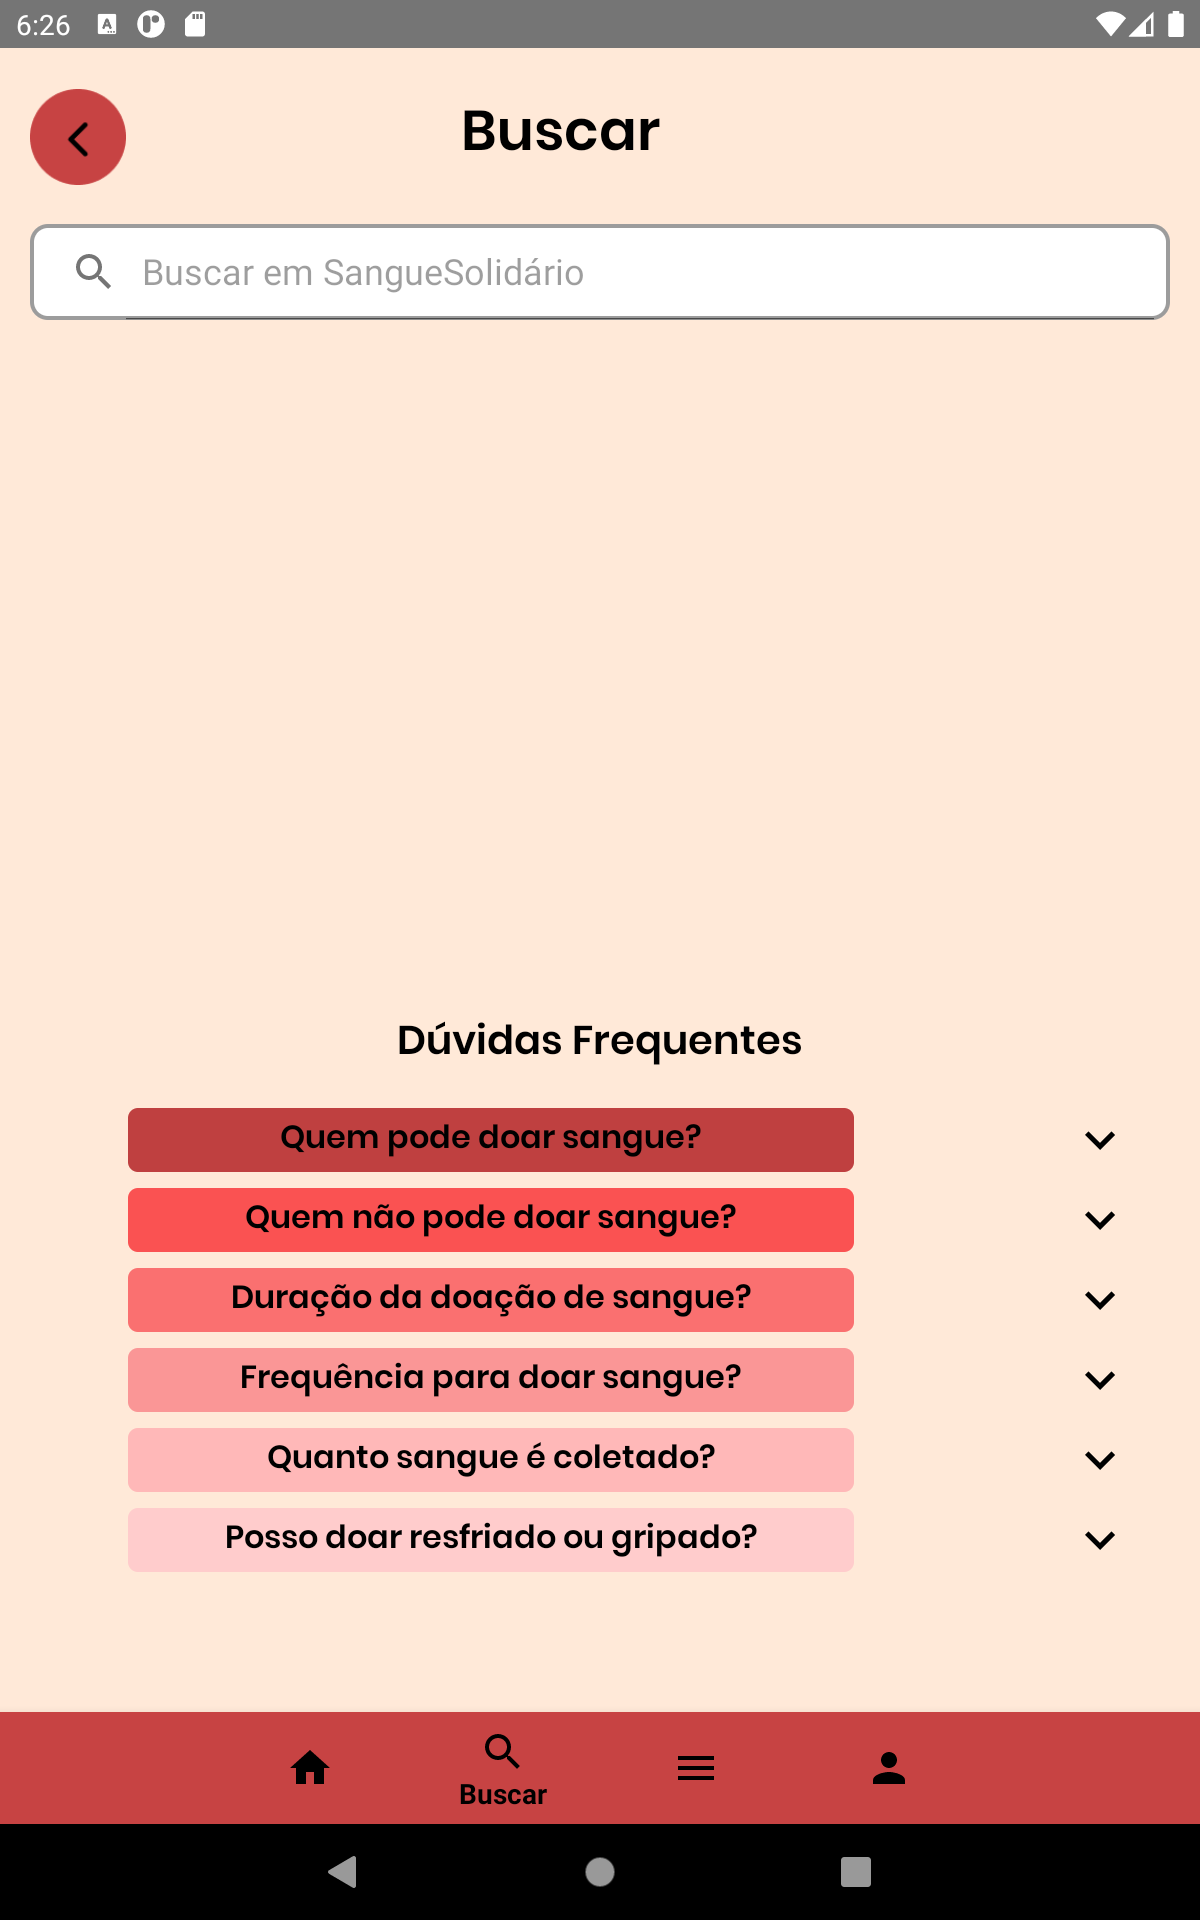 6:26
Buscar
Buscar em SangueSolidário
Dúvidas Frequentes
Quem pode doar sangue?
Quem não pode doar sangue?
Duração da doação de sangue?
Frequência para doar sangue?
Quanto sangue é coletado?
Posso doar resfriado ou gripado?
Buscar